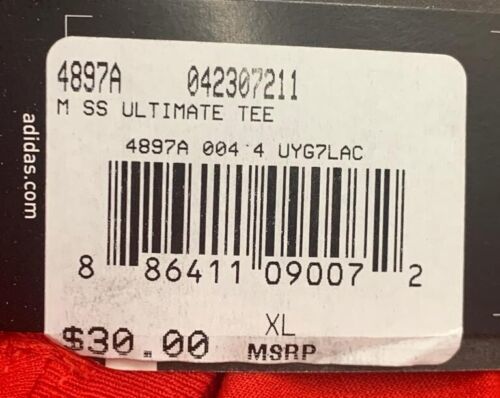 4897A 042307211
M SS ULTIMATE TEE
4897A 004 4 UYG7LAC
8 86411 09007 2
XL
$30.00 MSRP
adidas.com